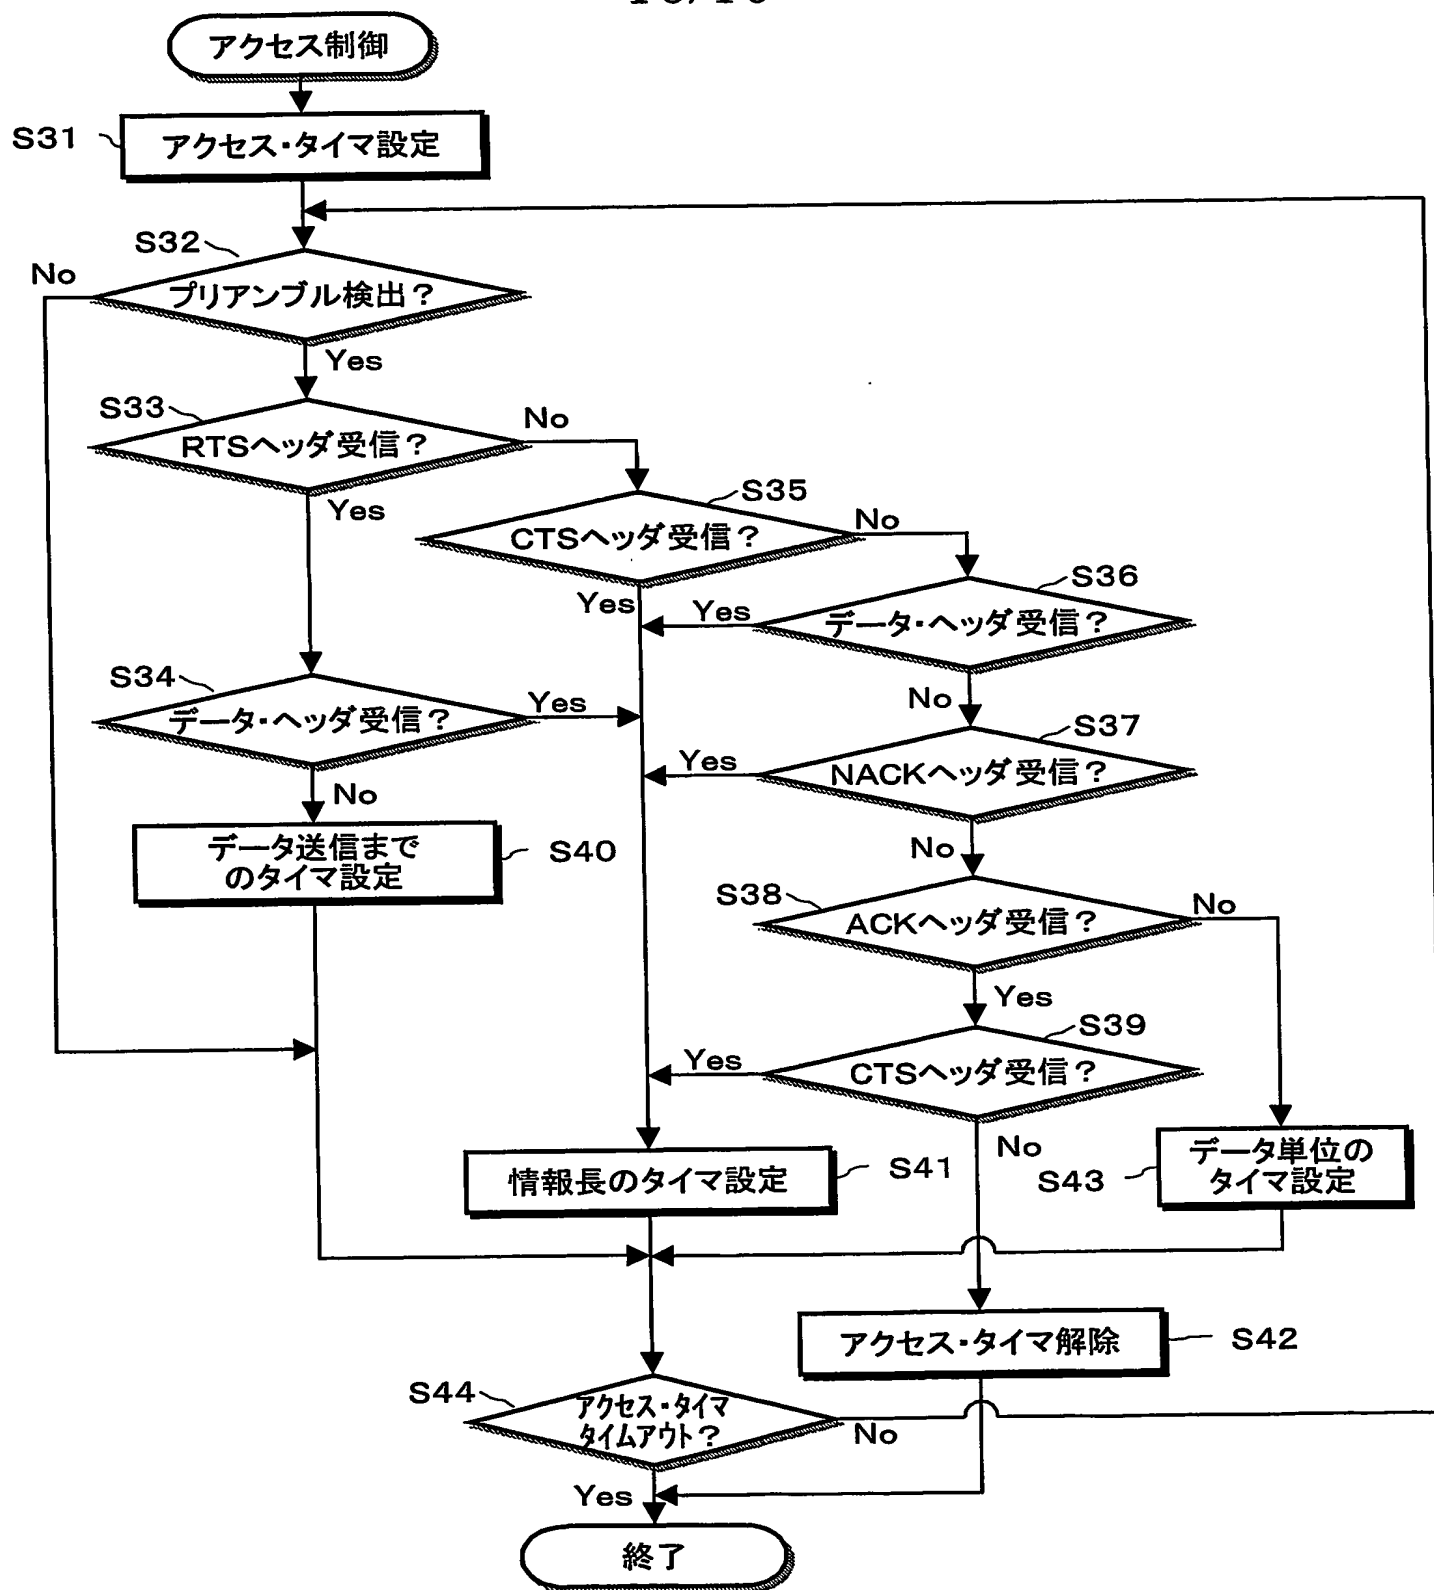 アクセス制御
S31
アクセス・タイマ設定
S32
No
プリアンブル検出?
Yes
S33
No
RTSヘッダ受信?
Yes
S35
CTSヘッダ受信?
No
Yes
S36
Yes
データ・ヘッダ受信?
No
S34
データ・ヘッダ受信?
Yes
No
S37
Yes
NACKヘッダ受信?
No
データ送信まで
のタイマ設定
S40
S38
ACKヘッダ受信?
No
Yes
S39
Yes
CTSヘッダ受信?
No
情報長のタイマ設定
S41
S43
データ単位の
タイマ設定
アクセス・タイマ解除
S42
S44
アクセス・タイマ
タイムアウト?
No
Yes
終了